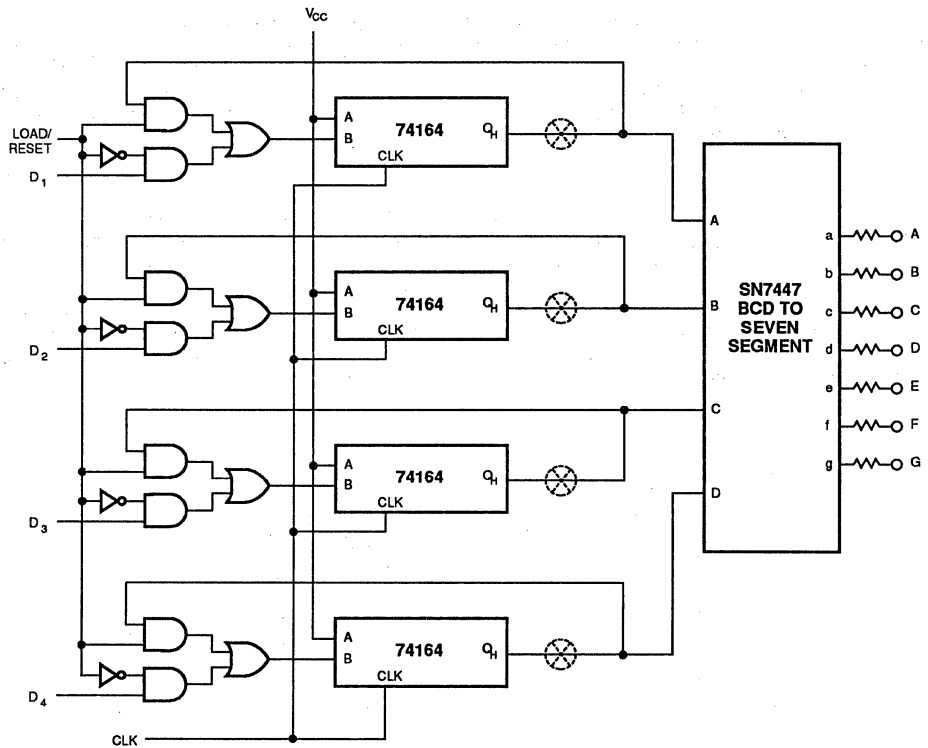 VCC
LOAD/
RESET
D1
A
B
74164
CLK
QH
D2
A
B
74164
CLK
QH
D3
A
B
74164
CLK
QH
D4
A
B
74164
CLK
QH
CLK
A
B
C
D
SN7447
BCD TO
SEVEN
SEGMENT
a
b
c
d
e
f
g
A
B
C
D
E
F
G